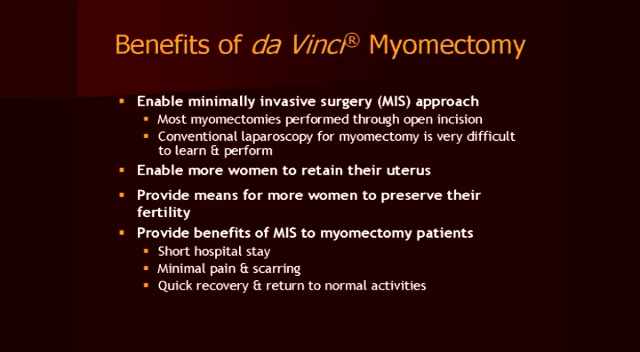 Benefits of da Vinci® Myomectomy
▪ Enable minimally invasive surgery (MIS) approach
▪ Most myomectomies performed through open incision
▪ Conventional laparoscopy for myomectomy is very difficult
to learn & perform
▪ Enable more women to retain their uterus
▪ Provide means for more women to preserve their
fertility
▪ Provide benefits of MIS to myomectomy patients
▪ Short hospital stay
▪ Minimal pain & scarring
▪ Quick recovery & return to normal activities